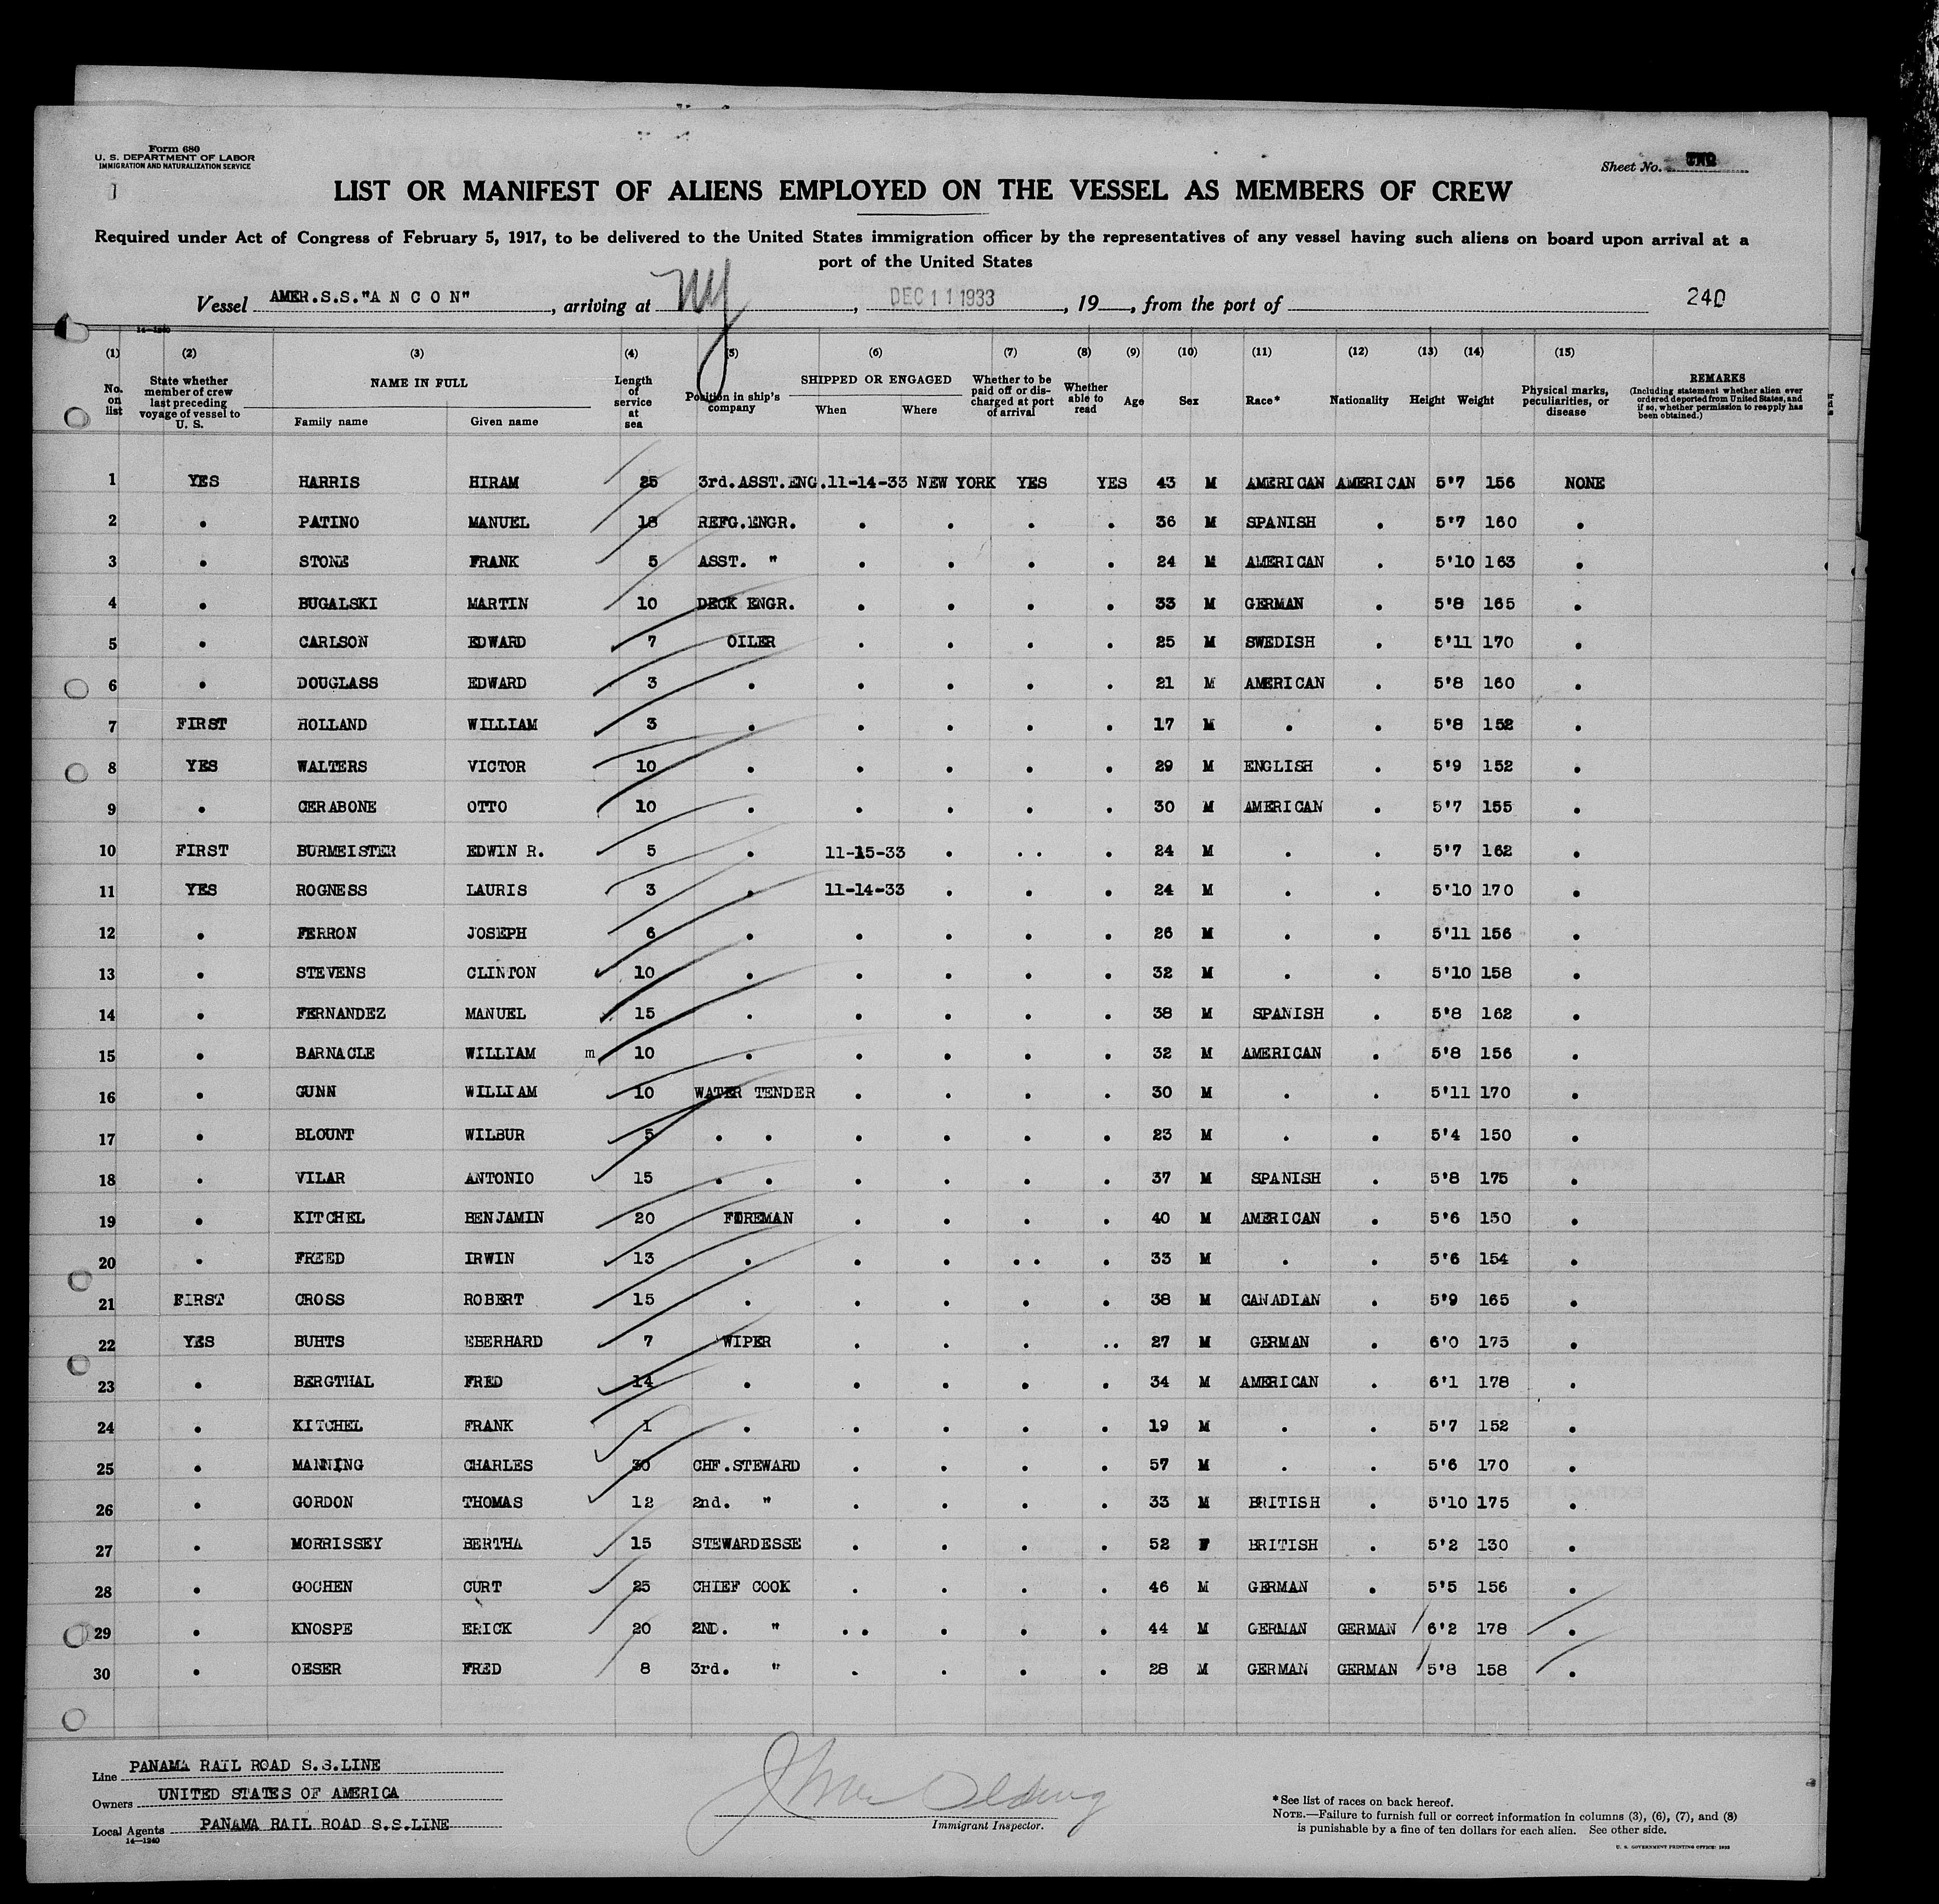 Form 680
U. S. DEPARTMENT OF LABOR
IMMIGRATION AND NATURALIZATION SERVICE
Sheet No. TWO
LIST OR MANIFEST OF ALIENS EMPLOYED ON THE VESSEL AS MEMBERS OF CREW
Required under Act of Congress of February 5, 1917, to be delivered to the United States immigration officer by the representatives of any vessel having such aliens on board upon arrival at a
port of the United States
Vessel AMER.S.S."A N C O N", arriving at NY, DEC 11 1933, 19__, from the port of 240
14—1240
(1) (2) (3) (4) (5) (6) (7) (8) (9) (10) (11) (12) (13) (14) (15)
No. on list State whether member of crew last preceding voyage of vessel to U. S. NAME IN FULL Family name Given name Length of service at sea Position in ship's company SHIPPED OR ENGAGED When Where Whether to be paid off or discharged at port of arrival Whether able to read Age Sex Race* Nationality Height Weight Physical marks, peculiarities, or disease REMARKS (Including statement whether alien ever ordered deported from United States, and if so, whether permission to reapply has been obtained.)
1 YES HARRIS HIRAM 25 3rd.ASST.ENG. 11-14-33 NEW YORK YES YES 43 M AMERICAN AMERICAN 5'7 156 NONE
2 . PATINO MANUEL 18 REFG.ENGR. . . . . 36 M SPANISH . 5'7 160 .
3 . STONE FRANK 5 ASST. " . . . . 24 M AMERICAN . 5'10 163 .
4 . BUGALSKI MARTIN 10 DECK ENGR. . . . . 33 M GERMAN . 5'8 165 .
5 . CARLSON EDWARD 7 OILER . . . . 25 M SWEDISH . 5'11 170 .
6 . DOUGLASS EDWARD 3 . . . . . 21 M AMERICAN . 5'8 160 .
7 FIRST HOLLAND WILLIAM 3 . . . . . 17 M . . 5'8 152 .
8 YES WALTERS VICTOR 10 . . . . . 29 M ENGLISH . 5'9 152 .
9 . CERABONE OTTO 10 . . . . . 30 M AMERICAN . 5'7 155 .
10 FIRST BURMEISTER EDWIN R. 5 . 11-15-33 . . . . 24 M . . 5'7 162 .
11 YES ROGNESS LAURIS 3 . 11-14-33 . . . 24 M . . 5'10 170 .
12 . FERRON JOSEPH 6 . . . . . 26 M . . 5'11 156 .
13 . STEVENS CLINTON 10 . . . . . 32 M . . 5'10 158 .
14 . FERNANDEZ MANUEL 15 . . . . . 38 M SPANISH . 5'8 162 .
15 . BARNACLE WILLIAM m 10 . . . . . 32 M AMERICAN . 5'8 156 .
16 . GUNN WILLIAM 10 WATER TENDER . . . . 30 M . . 5'11 170 .
17 . BLOUNT WILBUR 5 . . . . . . 23 M . . 5'4 150 .
18 . VILAR ANTONIO 15 . . . . . . 37 M SPANISH . 5'8 175 .
19 . KITCHEL BENJAMIN 20 FIREMAN . . . . 40 M AMERICAN . 5'6 150 .
20 . FREED IRWIN 13 . . . . . . 33 M . . 5'6 154 .
21 FIRST CROSS ROBERT 15 . . . . . 38 M CANADIAN . 5'9 165 .
22 YES BUHTS EBERHARD 7 WIPER . . . .. 27 M GERMAN . 6'0 175 .
23 . BERGTHAL FRED 14 . . . . . 34 M AMERICAN . 6'1 178 .
24 . KITCHEL FRANK 1 . . . . . 19 M . . 5'7 152 .
25 . MANNING CHARLES 30 CHF.STEWARD . . . . 57 M . . 5'6 170 .
26 . GORDON THOMAS 12 2nd. " . . . . 33 M BRITISH . 5'10 175 .
27 . MORRISSEY BERTHA 15 STEWARDESSE . . . . 52 F BRITISH . 5'2 130 .
28 . GOCHEN CURT 25 CHIEF COOK . . . . 46 M GERMAN . 5'5 156 .
29 . KNOSPE ERICK 20 2ND. " . . . . . 44 M GERMAN GERMAN 6'2 178 .
30 . OESER FRED 8 3rd. " . . . . 28 M GERMAN GERMAN 5'8 158 .
Line PANAMA RAIL ROAD S.S.LINE
Owners UNITED STATES OF AMERICA
Local Agents PANAMA RAIL ROAD S.S.LINE
14—1240
Immigrant Inspector.
*See list of races on back hereof.
NOTE.—Failure to furnish full or correct information in columns (3), (6), (7), and (8)
is punishable by a fine of ten dollars for each alien. See other side.
U. S. GOVERNMENT PRINTING OFFICE: 1933